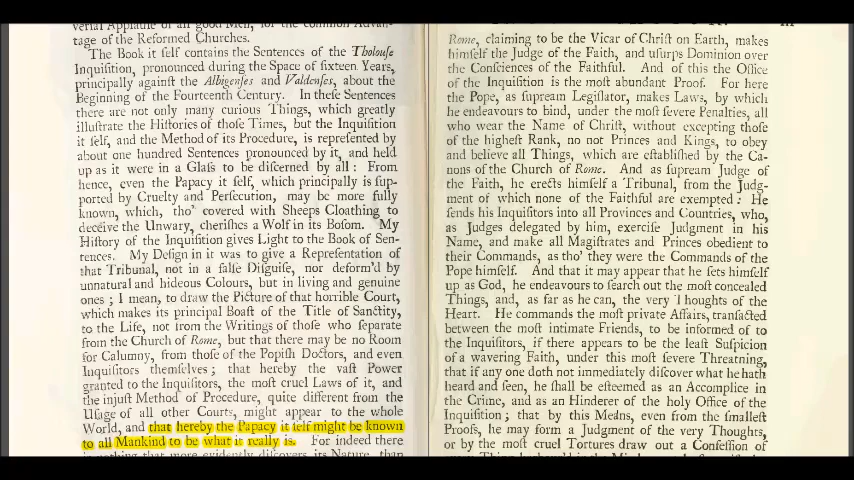 versal Applause of all good Men, for the common Advan-
tage of the Reformed Churches.
The Book it ſelf contains the Sentences of the Tholouſe
Inquiſition, pronounced during the Space of ſixteen Years,
principally againſt the Albigenſes and Valdenſes, about the
Beginning of the Fourteenth Century. In theſe Sentences
there are not only many curious Things, which greatly
illuſtrate the Hiſtories of thoſe Times, but the Inquiſition
it ſelf, and the Method of its Procedure, is repreſented by
about one hundred Sentences pronounced by it, and held
up as it were in a Glaſs to be diſcerned by all: From
hence, even the Papacy it ſelf, which principally is ſup-
ported by Cruelty and Perſecution, may be more fully
known, which, tho' covered with Sheeps Cloathing to
deceive the Unwary, cheriſhes a Wolf in its Boſom. My
Hiſtory of the Inquiſition gives Light to the Book of Sen-
tences. My Deſign in it was to give a Repreſentation of
that Tribunal, not in a falſe Diſguiſe, nor deform'd by
unnatural and hideous Colours, but in living and genuine
ones; I mean, to draw the Picture of that horrible Court,
which makes its principal Boaſt of the Title of Sanctity,
to the Life, not from the Writings of thoſe who ſeparate
from the Church of Rome, but that there may be no Room
for Calumny, from thoſe of the Popiſh Doctors, and even
Inquiſitors themſelves; that hereby the vaſt Power
granted to the Inquiſitors, the moſt cruel Laws of it, and
the injuſt Method of Procedure, quite different from the
Uſage of all other Courts, might appear to the whole
World, and that hereby the Papacy it ſelf might be known
to all Mankind to be what it really is. For indeed there
is nothing that more evidently diſcovers its Nature, than
iii
Rome, claiming to be the Vicar of Chriſt on Earth, makes
himſelf the Judge of the Faith, and uſurps Dominion over
the Conſciences of the Faithful. And of this the Office
of the Inquiſition is the moſt abundant Proof. For here
the Pope, as ſupream Legiſlator, makes Laws, by which
he endeavours to bind, under the moſt ſevere Penalties, all
who wear the Name of Chriſt, without excepting thoſe
of the higheſt Rank, no not Princes and Kings, to obey
and believe all Things, which are eſtabliſhed by the Ca-
nons of the Church of Rome. And as ſupream Judge of
the Faith, he erects himſelf a Tribunal, from the Judg-
ment of which none of the Faithful are exempted: He
ſends his Inquiſitors into all Provinces and Countries, who,
as Judges delegated by him, exerciſe Judgment in his
Name, and make all Magiſtrates and Princes obedient to
their Commands, as tho' they were the Commands of the
Pope himſelf. And that it may appear that he ſets himſelf
up as God, he endeavours to ſearch out the moſt concealed
Things, and, as far as he can, the very Thoughts of the
Heart. He commands the moſt private Affairs, tranſacted
between the moſt intimate Friends, to be informed of to
the Inquiſitors, if there appears to be the leaſt Suſpicion
of a wavering Faith, under this moſt ſevere Threatning,
that if any one doth not immediately diſcover what he hath
heard and ſeen, he ſhall be eſteemed as an Accomplice in
the Crime, and as an Hinderer of the holy Office of the
Inquiſition; that by this Means, even from the ſmalleſt
Proofs, he may form a Judgment of the very Thoughts,
or by the moſt cruel Tortures draw out a Confeſſion of